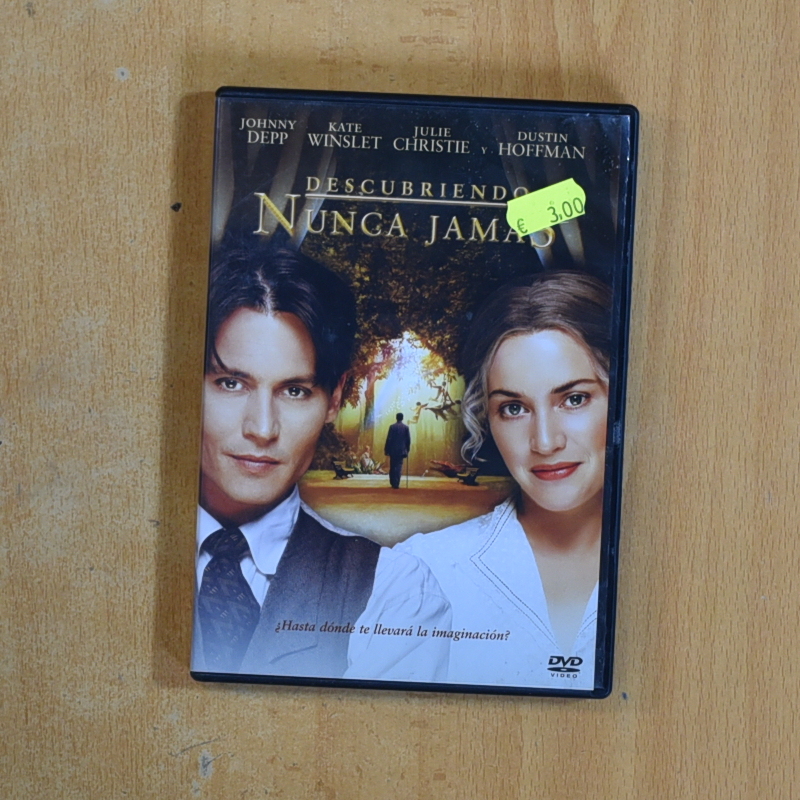 JOHNNY DEPP
KATE WINSLET
JULIE CHRISTIE
Y
DUSTIN HOFFMAN
DESCUBRIENDO
NUNCA JAMAS
€ 3,00
¿Hasta dónde te llevará la imaginación?
DVD
VIDEO